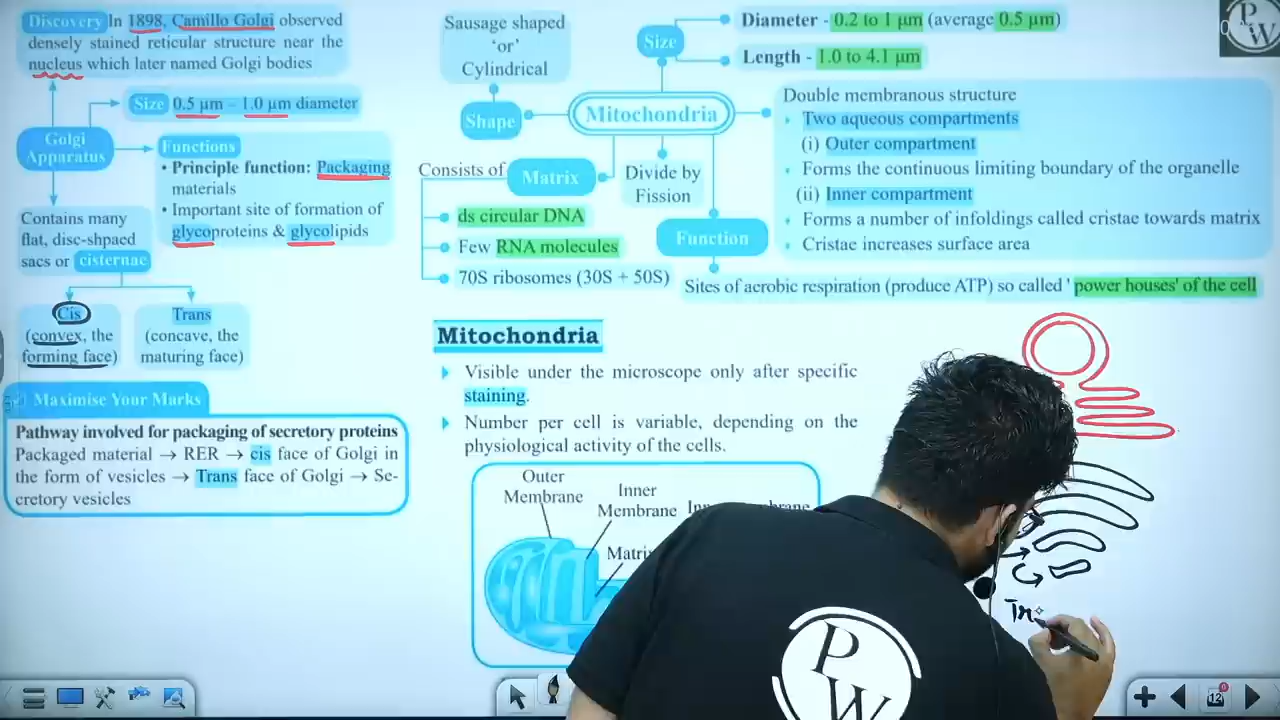 Discovery In 1898, Camillo Golgi observed
densely stained reticular structure near the
nucleus which later named Golgi bodies
Size 0.5 µm – 1.0 µm diameter
Golgi
Apparatus
Functions
• Principle function: Packaging
materials
• Important site of formation of
glycoproteins & glycolipids
Contains many
flat, disc-shpaed
sacs or cisternae
Cis
(convex, the
forming face)
Trans
(concave, the
maturing face)
Maximise Your Marks
Pathway involved for packaging of secretory proteins
Packaged material → RER → cis face of Golgi in
the form of vesicles → Trans face of Golgi → Se-
cretory vesicles
Sausage shaped
'or'
Cylindrical
Shape
Size
Diameter - 0.2 to 1 µm (average 0.5 µm)
Length - 1.0 to 4.1 µm
Mitochondria
Double membranous structure
Two aqueous compartments
(i) Outer compartment
Forms the continuous limiting boundary of the organelle
(ii) Inner compartment
Forms a number of infoldings called cristae towards matrix
Cristae increases surface area
Consists of
Matrix
ds circular DNA
Few RNA molecules
70S ribosomes (30S + 50S)
Divide by
Fission
Function
Sites of aerobic respiration (produce ATP) so called ' power houses' of the cell
Mitochondria
Visible under the microscope only after specific
staining.
Number per cell is variable, depending on the
physiological activity of the cells.
Outer
Membrane
Inner
Membrane
PW
PW
12